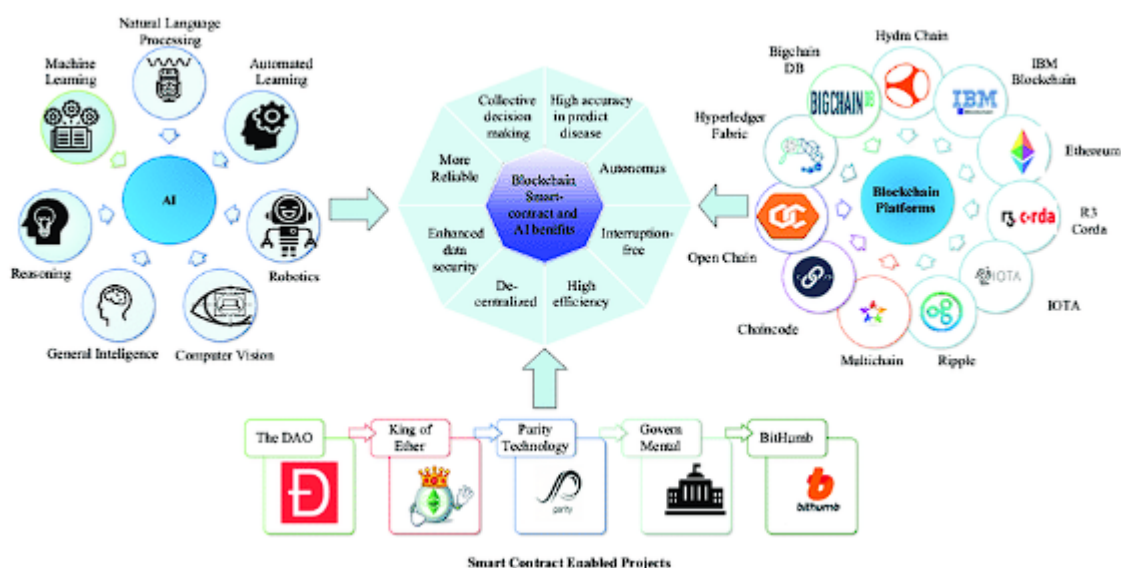 Natural Language
Processing
Machine
Learning
Automated
Learning
AI
Reasoning
Robotics
General Inteligence
Computer Vision
Collective
decision
making
High accuracy
in predict
disease
More
Reliable
Autonomus
Blockchain
Smart-
contract and
AI benifits
Enhanced
data
security
Interruption-
free
De-
centralized
High
efficiency
Hydra Chain
Bigchain
DB
IBM
Blockchain
BIGCHAIN DB
IBM
Hyperledger
Fabric
Ethereum
Blockchain
Platforms
r3. c·rda
R3
Corda
Open Chain
IOTA
IOTA
Chaincode
Multichain
Ripple
The DAO
King of
Ether
Parity
Technology
Govern
Mental
BitHumb
parity
bithumb
Smart Contract Enabled Projects